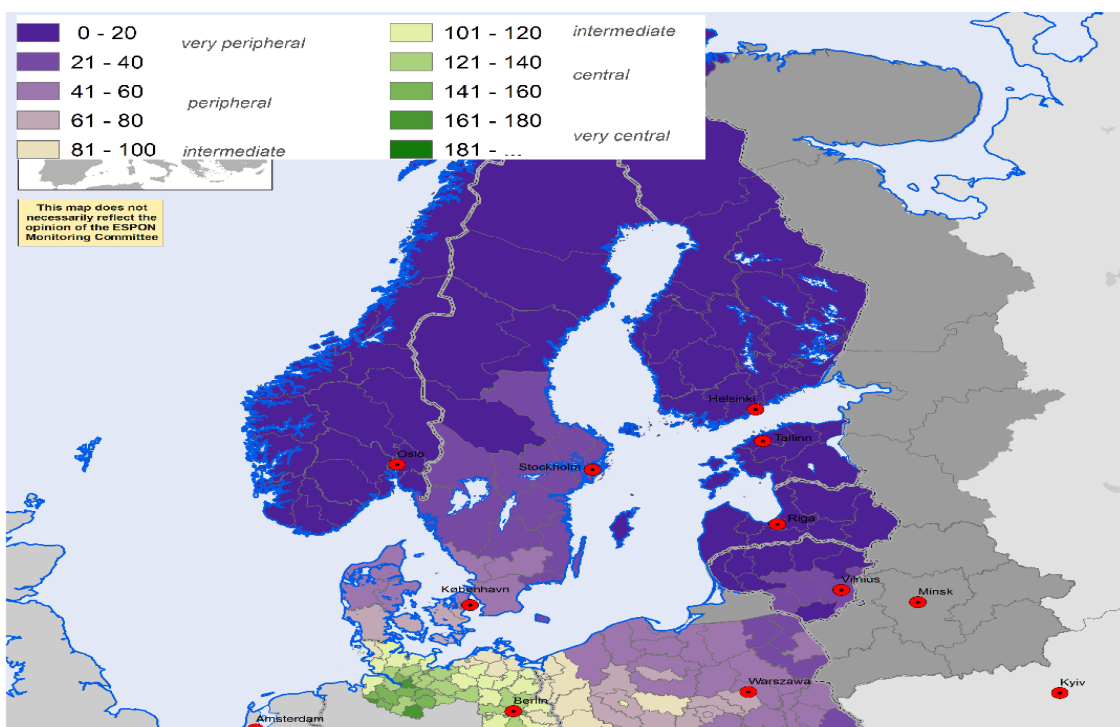 0 - 20
very peripheral
21 - 40
41 - 60
peripheral
61 - 80
81 - 100
intermediate
101 - 120
intermediate
121 - 140
central
141 - 160
161 - 180
very central
181 - ...
This map does not
necessarily reflect the
opinion of the ESPON
Monitoring Committee
Helsinki
Tallinn
Oslo
Stockholm
Riga
Vilnius
Minsk
København
Warszawa
Kyiv
Berlin
Amsterdam